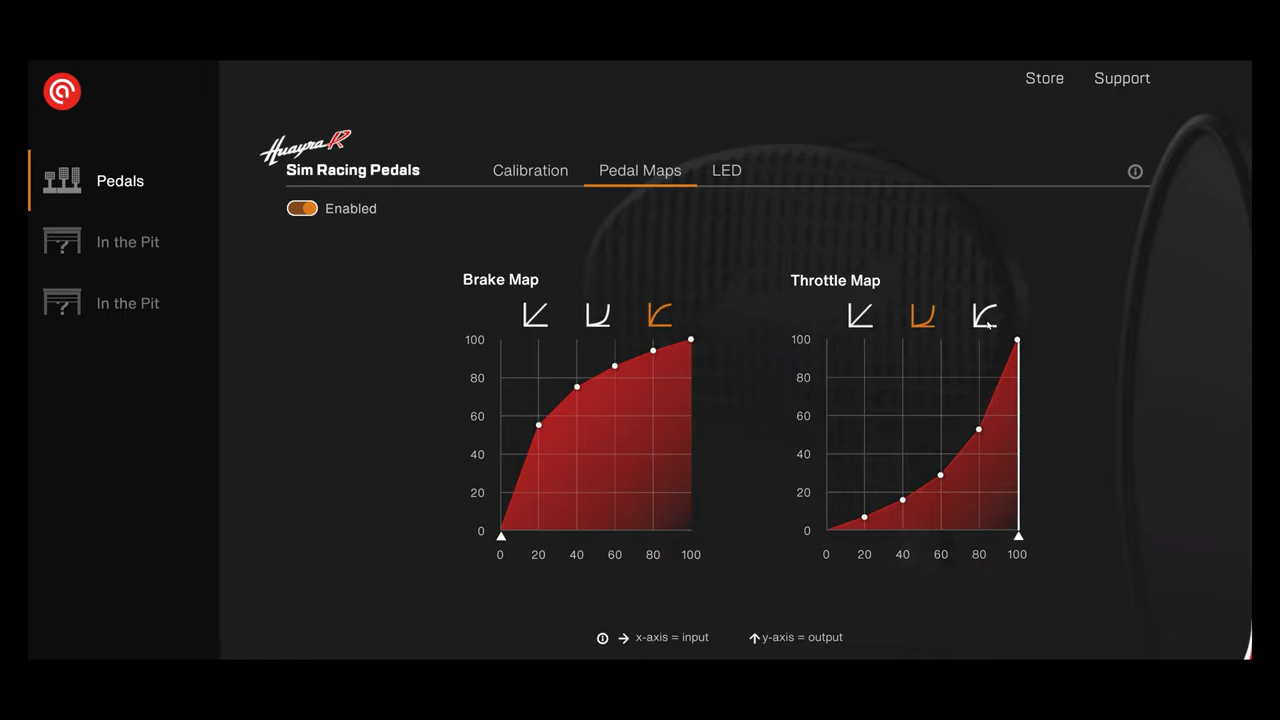 Store Support
Huayra R
Sim Racing Pedals
Calibration Pedal Maps LED
Enabled
Pedals
In the Pit
In the Pit
Brake Map
100
80
60
40
20
0
0 20 40 60 80 100
Throttle Map
100
80
60
40
20
0
0 20 40 60 80 100
x-axis = input
y-axis = output